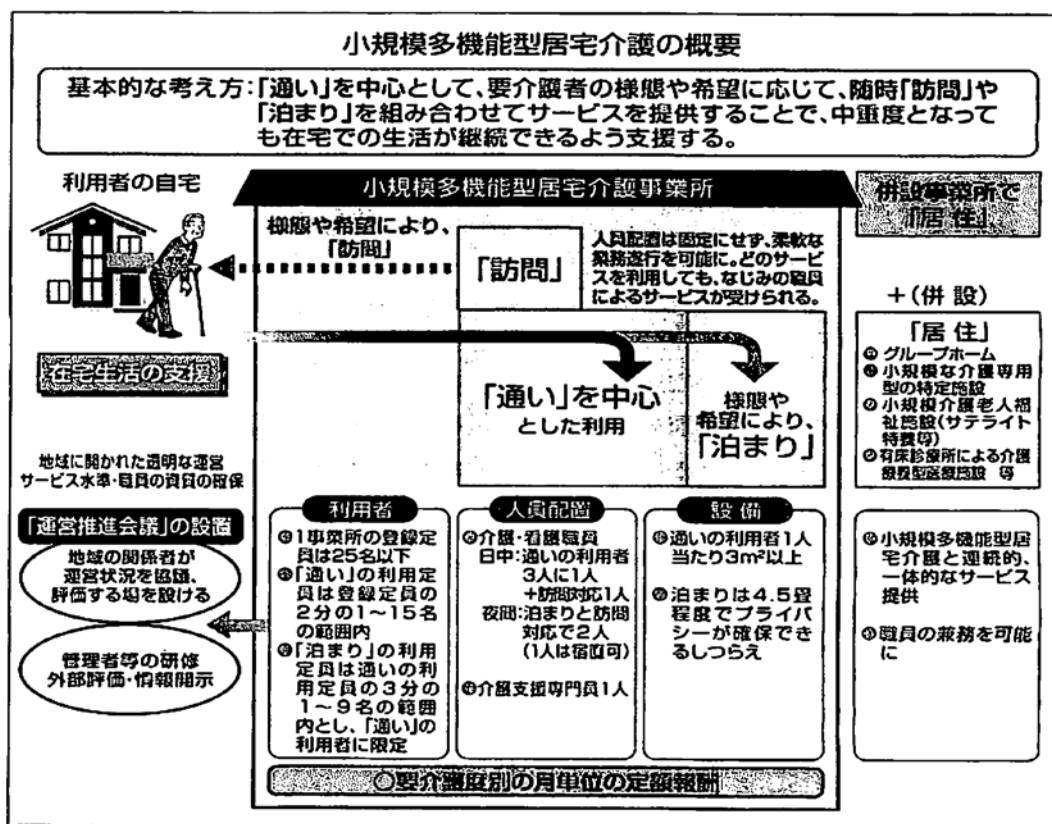 小規模多機能型居宅介護の概要
基本的な考え方:「通い」を中心として、要介護者の様態や希望に応じて、随時「訪問」や
「泊まり」を組み合わせてサービスを提供することで、中重度となって
も在宅での生活が継続できるよう支援する。
利用者の自宅
小規模多機能型居宅介護事業所
併設事業所で
「居住」
様態や希望により、
「訪問」
「訪問」
人員配置は固定にせず、柔軟な
業務遂行を可能に。どのサービ
スを利用しても、なじみの職員
によるサービスが受けられる。
+(併設)
在宅生活の支援
「通い」を中心
とした利用
様態や
希望により、
「泊まり」
「居住」
グループホーム
小規模な介護専用
型の特定施設
小規模介護老人福
祉施設(サテライト
特養等)
有床診療所による介護
療養型医療施設 等
地域に開かれた透明な運営
サービス水準・職員の資質の確保
「運営推進会議」の設置
地域の関係者が
運営状況を協議、
評価する場を設ける
管理者等の研修
外部評価・情報開示
利用者
1事業所の登録定
員は25名以下
「通い」の利用定
員は登録定員の
2分の1～15名
の範囲内
「泊まり」の利用
定員は通いの利
用定員の3分の
1～9名の範囲
内とし、「通い」の
利用者に限定
人員配置
介護・看護職員
日中:通いの利用者
3人に1人
+訪問対応1人
夜間:泊まりと訪問
対応で2人
(1人は宿直可)
介護支援専門員1人
設備
通いの利用者1人
当たり3m²以上
泊まりは4.5畳
程度でプライバ
シーが確保でき
るしつらえ
小規模多機能型居
宅介護と連続的、
一体的なサービス
提供
職員の兼務を可能
に
○要介護度別の月単位の定額報酬